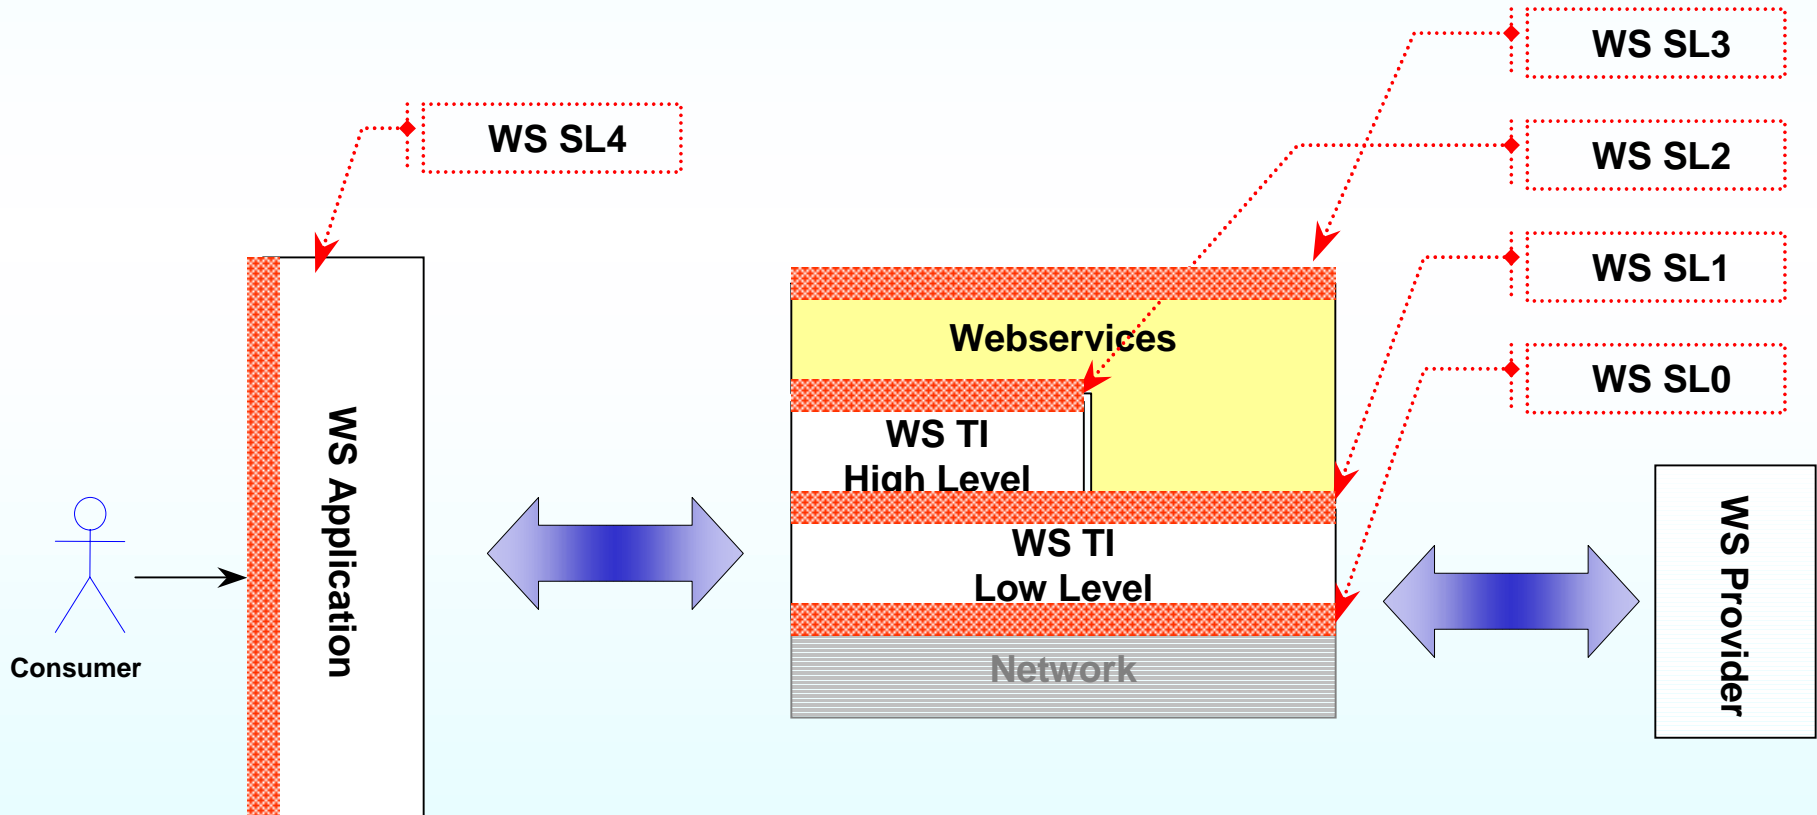 WS SL3
WS SL4
WS SL2
WS SL1
Webservices
WS SL0
WS TI
High Level
WS Application
WS TI
Low Level
WS Provider
Consumer
Network